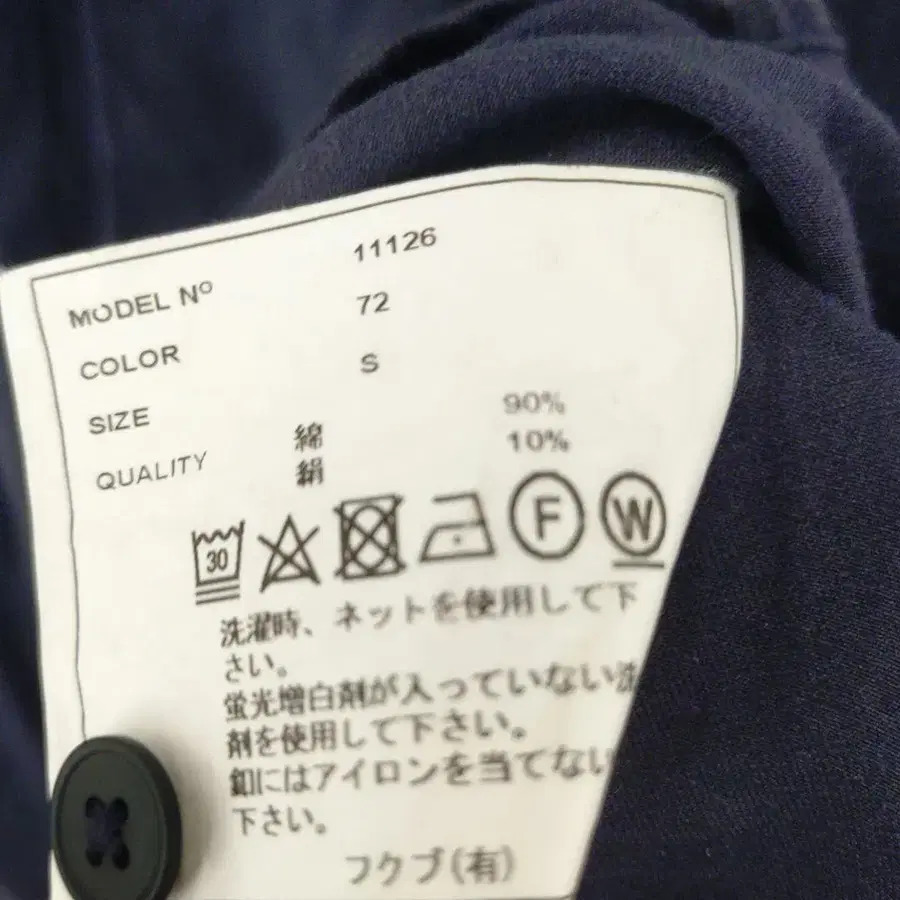 MODEL Nº 11126
COLOR 72
SIZE S
QUALITY 綿 90%
絹 10%
30 F W
洗濯時、ネットを使用して下
さい。
蛍光増白剤が入っていない洗
剤を使用して下さい。
釦にはアイロンを当てない
下さい。
フクブ(有)